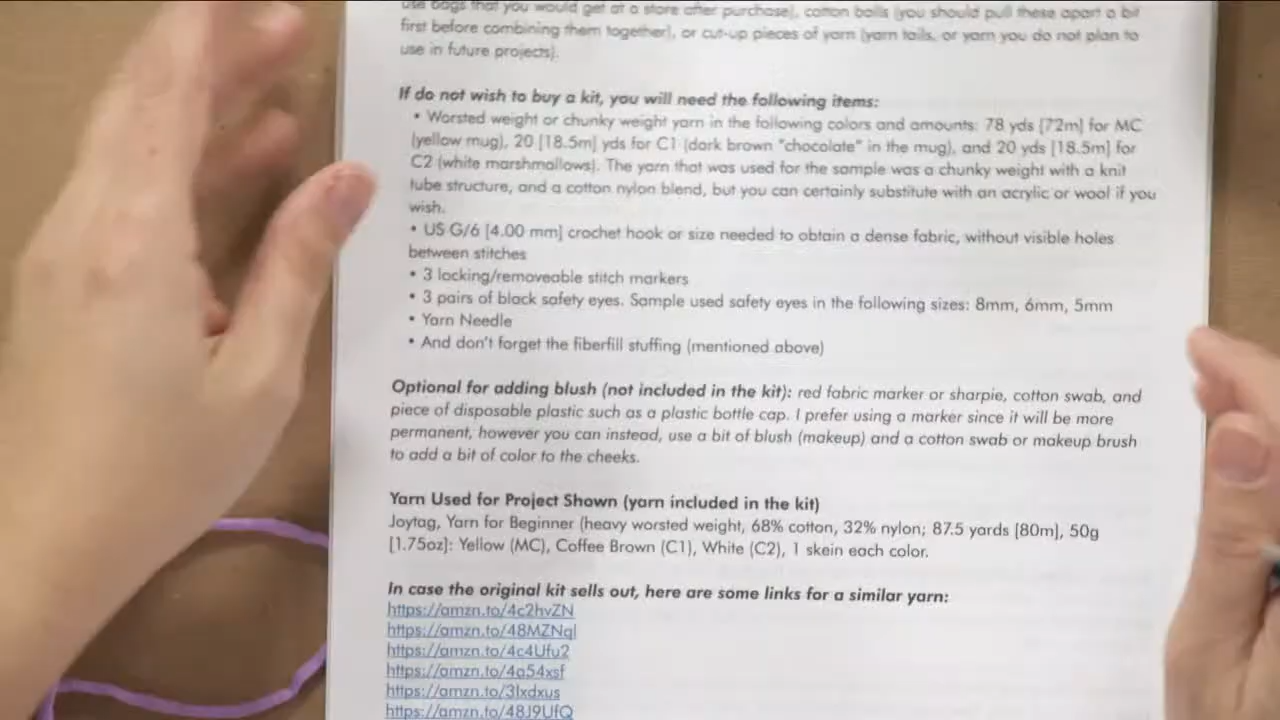 use bags that you would get at a store after purchase), cotton balls (you should pull these apart a bit
first before combining them together), or cut-up pieces of yarn (yarn tails, or yarn you do not plan to
use in future projects).
If do not wish to buy a kit, you will need the following items:
• Worsted weight or chunky weight yarn in the following colors and amounts: 78 yds [72m] for MC
(yellow mug), 20 [18.5m] yds for C1 (dark brown "chocolate" in the mug), and 20 yds [18.5m] for
C2 (white marshmallows). The yarn that was used for the sample was a chunky weight with a knit
tube structure, and a cotton nylon blend, but you can certainly substitute with an acrylic or wool if you
wish.
• US G/6 [4.00 mm] crochet hook or size needed to obtain a dense fabric, without visible holes
between stitches
• 3 locking/removeable stitch markers
• 3 pairs of black safety eyes. Sample used safety eyes in the following sizes: 8mm, 6mm, 5mm
• Yarn Needle
• And don't forget the fiberfill stuffing (mentioned above)
Optional for adding blush (not included in the kit): red fabric marker or sharpie, cotton swab, and
piece of disposable plastic such as a plastic bottle cap. I prefer using a marker since it will be more
permanent, however you can instead, use a bit of blush (makeup) and a cotton swab or makeup brush
to add a bit of color to the cheeks.
Yarn Used for Project Shown (yarn included in the kit)
Joytag, Yarn for Beginner (heavy worsted weight, 68% cotton, 32% nylon; 87.5 yards [80m], 50g
[1.75oz]: Yellow (MC), Coffee Brown (C1), White (C2), 1 skein each color.
In case the original kit sells out, here are some links for a similar yarn:
https://amzn.to/4c2hvZN
https://amzn.to/48MZNql
https://amzn.to/4c4Ufu2
https://amzn.to/4a54xsf
https://amzn.to/3lxdxus
https://amzn.to/48J9UfQ